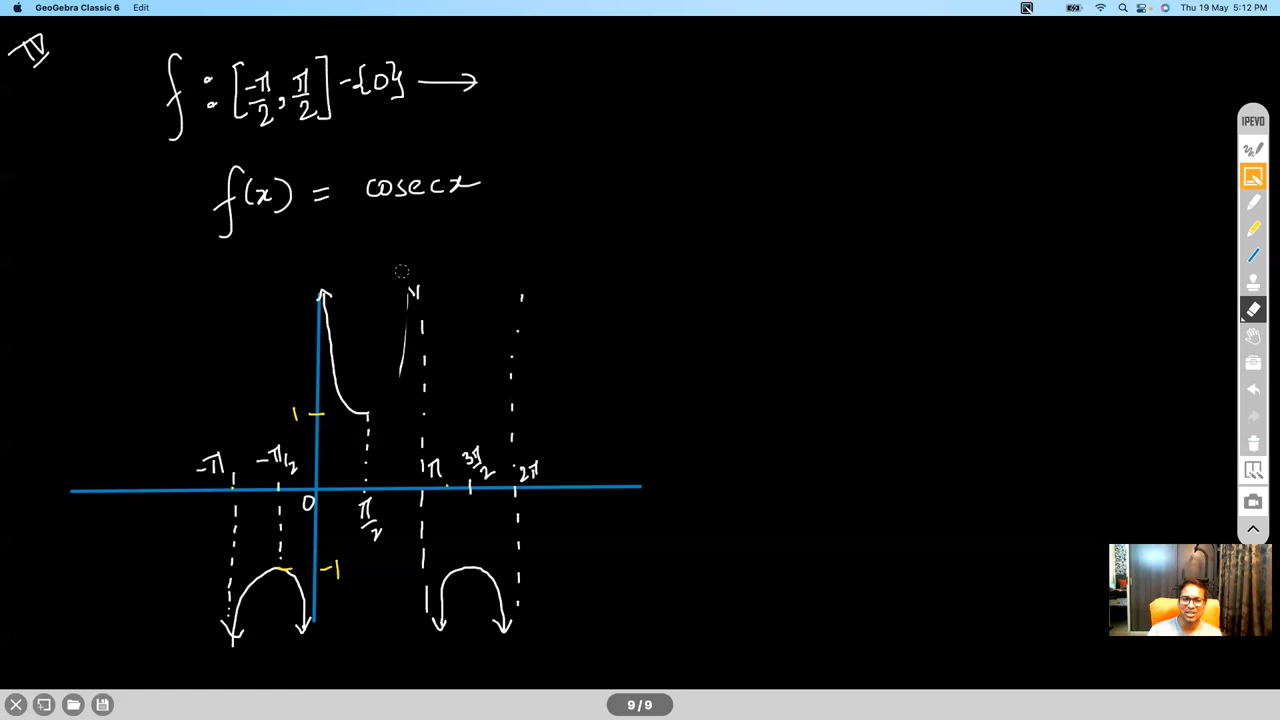 GeoGebra Classic 6 Edit Thu 19 May 5:12 PM
IV
f : [-π/2, π/2] -{0} →
f(x) = cosecx
IPEVO
1
-π -π/2 π 3π/2 2π
0 π/2
-1
9 / 9